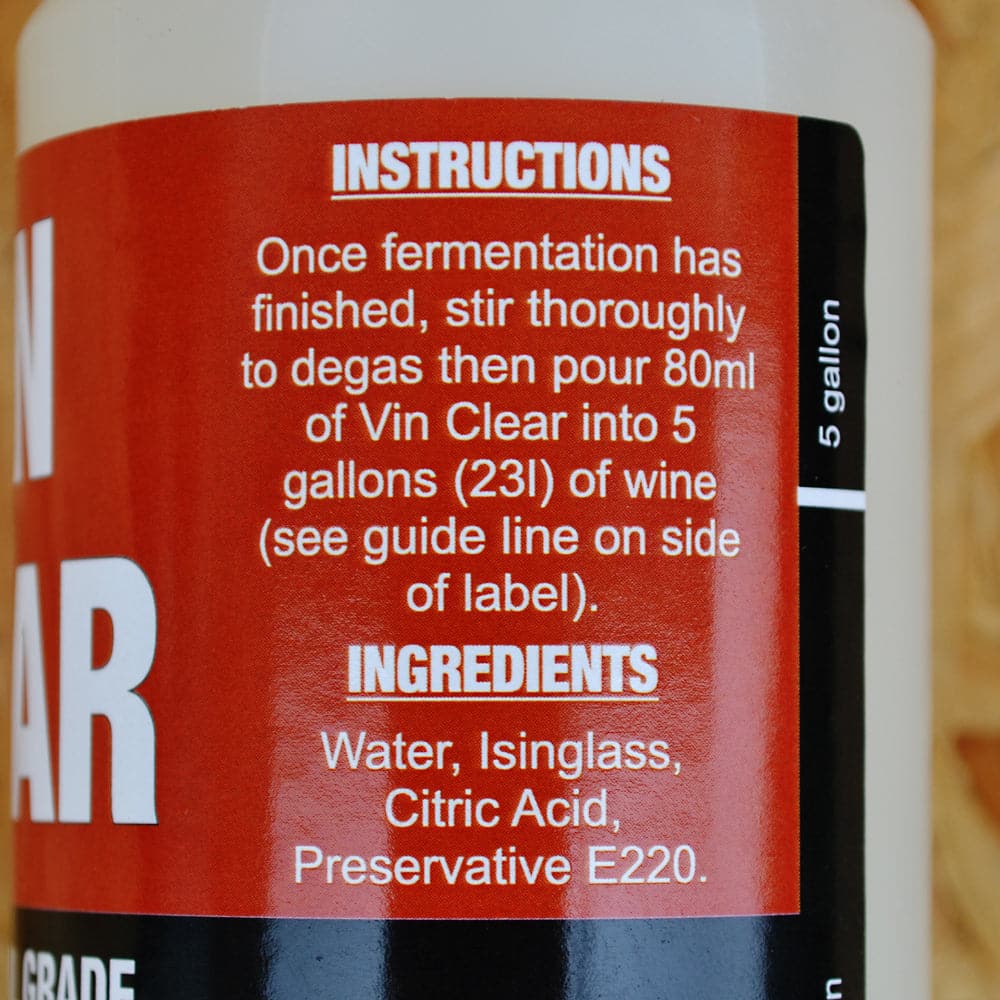 INSTRUCTIONS
Once fermentation has
finished, stir thoroughly
to degas then pour 80ml
of Vin Clear into 5
gallons (23l) of wine
(see guide line on side
of label).
INGREDIENTS
Water, Isinglass,
Citric Acid,
Preservative E220.
5 gallon
N
AR
GRADE